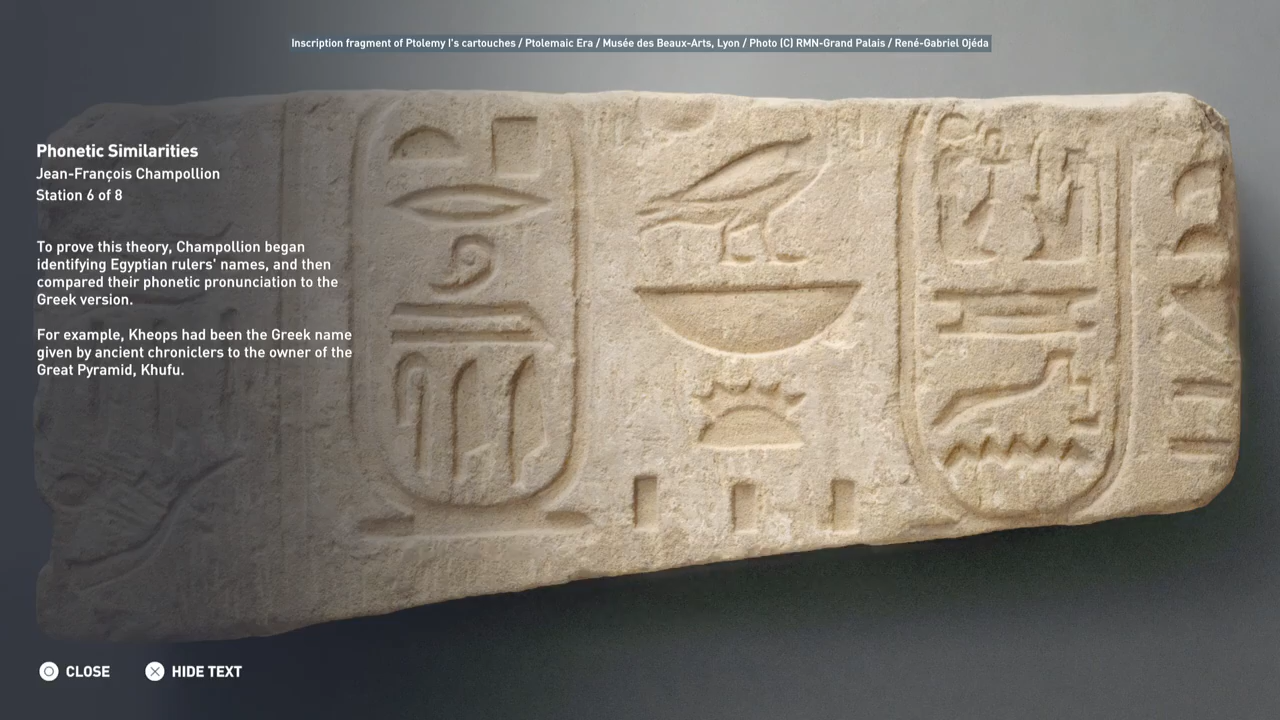 Inscription fragment of Ptolemy I's cartouches / Ptolemaic Era / Musée des Beaux-Arts, Lyon / Photo (C) RMN-Grand Palais / René-Gabriel Ojéda
Phonetic Similarities
Jean-François Champollion
Station 6 of 8
To prove this theory, Champollion began
identifying Egyptian rulers' names, and then
compared their phonetic pronunciation to the
Greek version.
For example, Kheops had been the Greek name
given by ancient chroniclers to the owner of the
Great Pyramid, Khufu.
CLOSE
HIDE TEXT